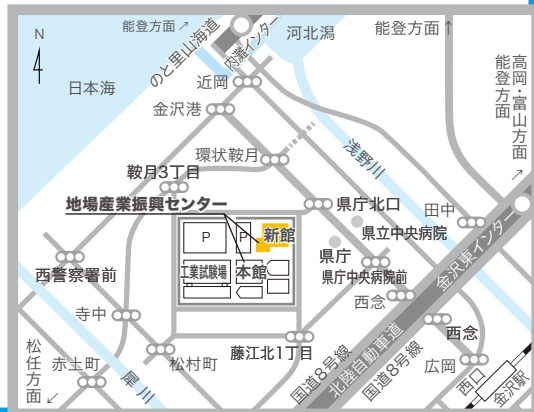 能登方面↗
能登方面↑
N
のと里山海道
内灘インター
河北潟
日本海
近岡
金沢港
高岡・富山方面
能登方面
↗
環状鞍月
浅野川
鞍月3丁目
地場産業振興センター
県庁北口
田中
P
P
新館
県立中央病院
県庁
西警察署前
工業試験場
本館
県庁中央病院前
金沢東インター
西念
寺中
藤江北1丁目
西念
松任方面
↙
赤土町
松村町
犀川
国道8号線
北陸自動車道
国道8号線
広岡
西口
金沢駅